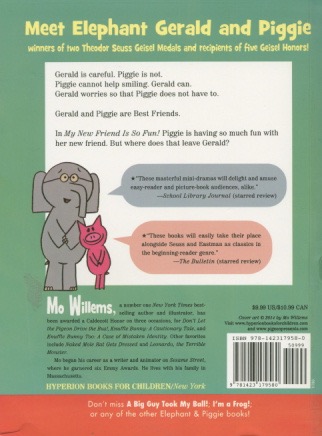 Meet Elephant Gerald and Piggie
winners of two Theodor Seuss Geisel Medals and recipients of five Geisel Honors!
Gerald is careful. Piggie is not.
Piggie cannot help smiling. Gerald can.
Gerald worries so that Piggie does not have to.
Gerald and Piggie are Best Friends.
In My New Friend Is So Fun! Piggie is having so much fun with
her new friend. But where does that leave Gerald?
★"These masterful mini-dramas will delight and amuse
easy-reader and picture-book audiences, alike."
—School Library Journal (starred review)
★"These books will easily take their place
alongside Seuss and Eastman as classics in
the beginning-reader genre."
—The Bulletin (starred review)
Mo Willems, a number one New York Times best-
selling author and illustrator, has
been awarded a Caldecott Honor on three occasions, for Don't Let
the Pigeon Drive the Bus!, Knuffle Bunny: A Cautionary Tale, and
Knuffle Bunny Too: A Case of Mistaken Identity. Other favorites
include Naked Mole Rat Gets Dressed and Leonardo, the Terrible
Monster.
Mo began his career as a writer and animator on Sesame Street,
where he garnered six Emmy Awards. He lives with his family in
Massachusetts.
HYPERION BOOKS FOR CHILDREN/New York
$8.99 US/$10.99 CAN
Cover art © 2014 by Mo Willems
ISBN 978-142317958-0
50899
9 781423 179580
Don't miss A Big Guy Took My Ball!, I'm a Frog!,
or any of the other Elephant & Piggie books!